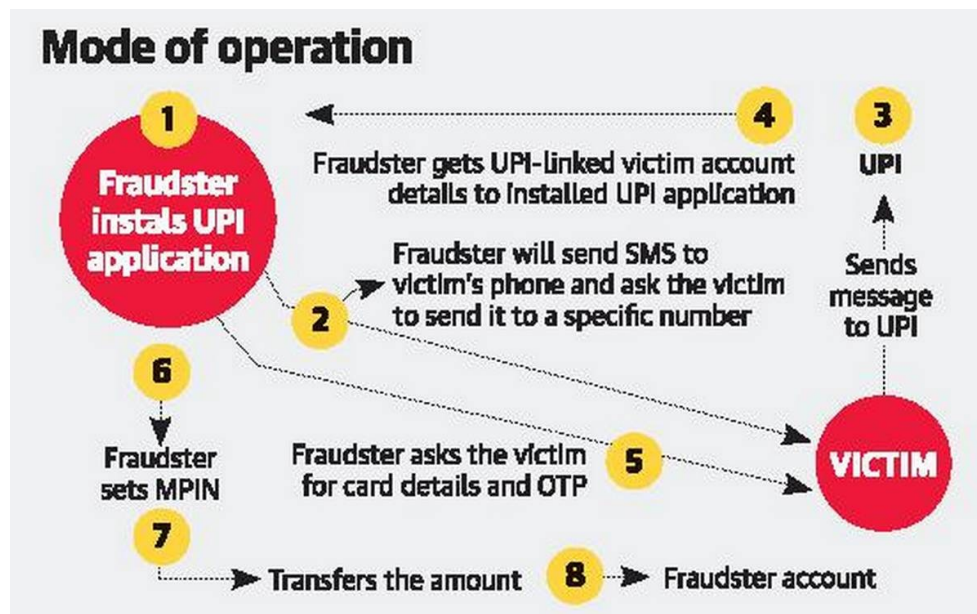 Mode of operation
1
Fraudster
instals UPI
application
4
Fraudster gets UPI-linked victim account
details to installed UPI application
3
UPI
Sends
message
to UPI
2
Fraudster will send SMS to
victim's phone and ask the victim
to send it to a specific number
VICTIM
5
Fraudster asks the victim
for card details and OTP
6
Fraudster
sets MPIN
7
Transfers the amount
8
Fraudster account